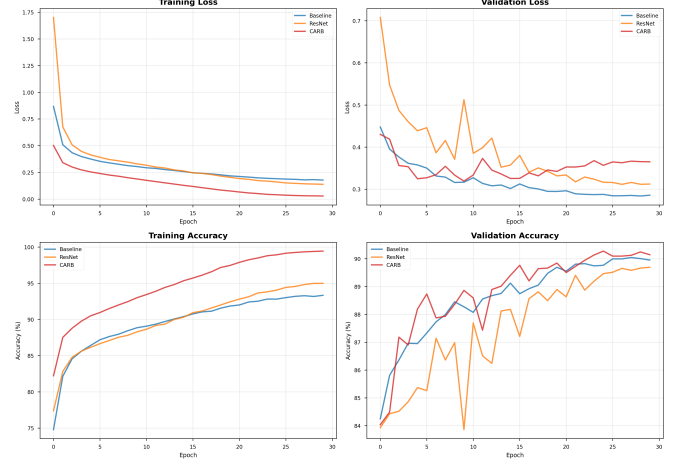 Training Loss
1.75
1.50
1.25
1.00
0.75
0.50
0.25
0.00
Loss
Baseline
ResNet
CARB
0 5 10 15 20 25 30
Epoch
Validation Loss
0.7
0.6
0.5
0.4
0.3
Loss
Baseline
ResNet
CARB
0 5 10 15 20 25 30
Epoch
Training Accuracy
100
95
90
85
80
75
Accuracy (%)
Baseline
ResNet
CARB
0 5 10 15 20 25 30
Epoch
Validation Accuracy
90
89
88
87
86
85
84
Accuracy (%)
Baseline
ResNet
CARB
0 5 10 15 20 25 30
Epoch